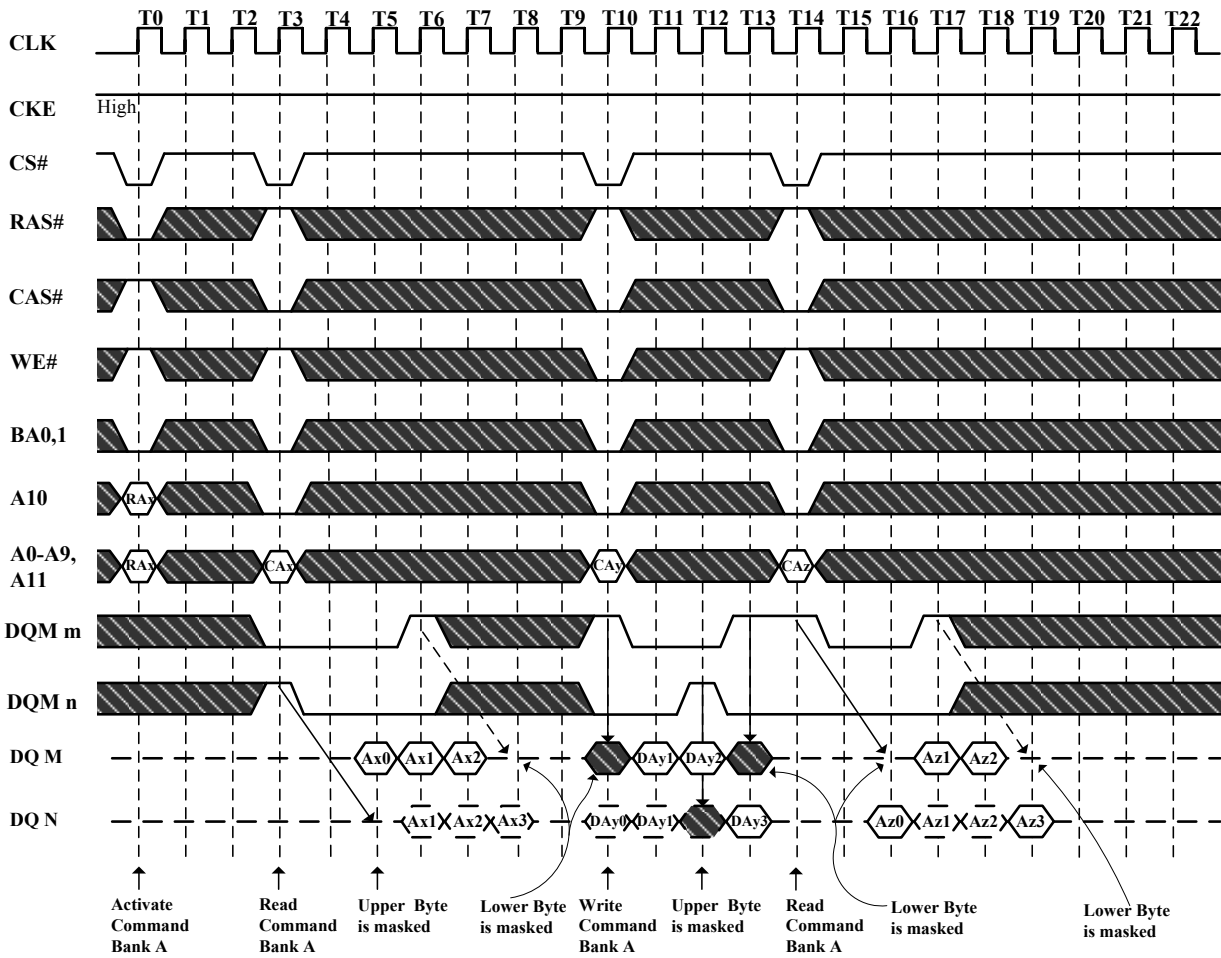 T0 T1 T2 T3 T4 T5 T6 T7 T8 T9 T10 T11 T12 T13 T14 T15 T16 T17 T18 T19 T20 T21 T22
CLK
CKE
High
CS#
RAS#
CAS#
WE#
BA0,1
A10
RAx
A0-A9,
A11
RAx CAx CAy CAz
DQM m
DQM n
DQ M
Ax0 Ax1 Ax2 DAy1 DAy2 Az1 Az2
DQ N
Ax1 Ax2 Ax3 DAy0 DAy1 DAy3 Az0 Az1 Az2 Az3
Activate
Command
Bank A
Read
Command
Bank A
Upper Byte
is masked
Lower Byte
is masked
Write
Command
Bank A
Upper Byte
is masked
Read
Command
Bank A
Lower Byte
is masked
Lower Byte
is masked